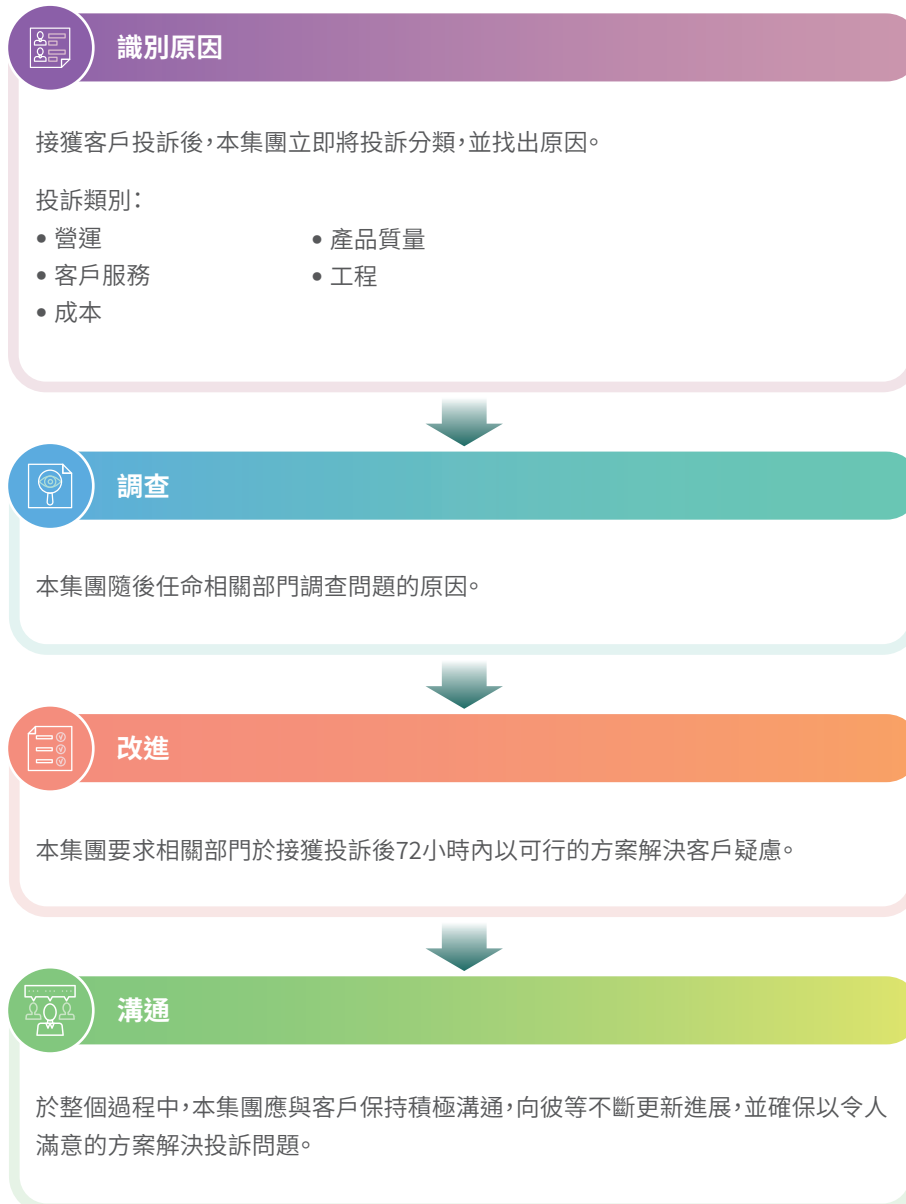 識別原因
接獲客戶投訴後，本集團立即將投訴分類，並找出原因。
投訴類別：
• 營運
• 客戶服務
• 成本
• 產品質量
• 工程
調查
本集團隨後任命相關部門調查問題的原因。
改進
本集團要求相關部門於接獲投訴後72小時內以可行的方案解決客戶疑慮。
溝通
於整個過程中，本集團應與客戶保持積極溝通，向彼等不斷更新進展，並確保以令人
滿意的方案解決投訴問題。